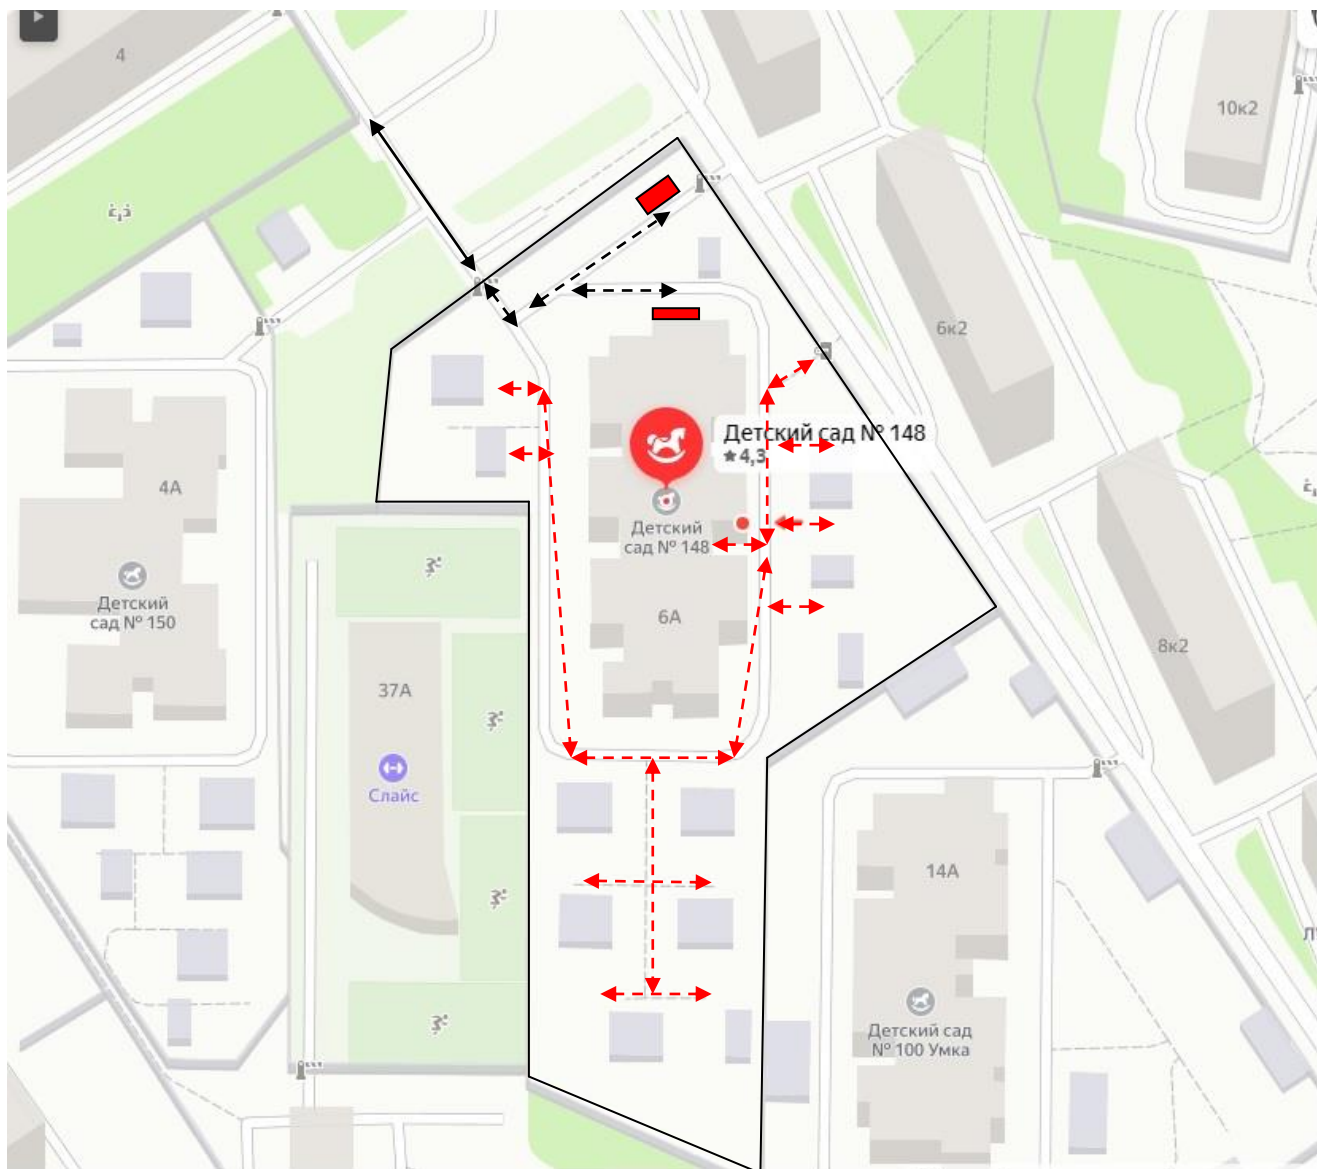 4
10к2
6к2
Детский сад № 148
★4,3
4А
Детский
сад № 148
Детский
сад № 150
6А
8к2
37А
Слайс
14А
Детский сад
№ 100 Умка